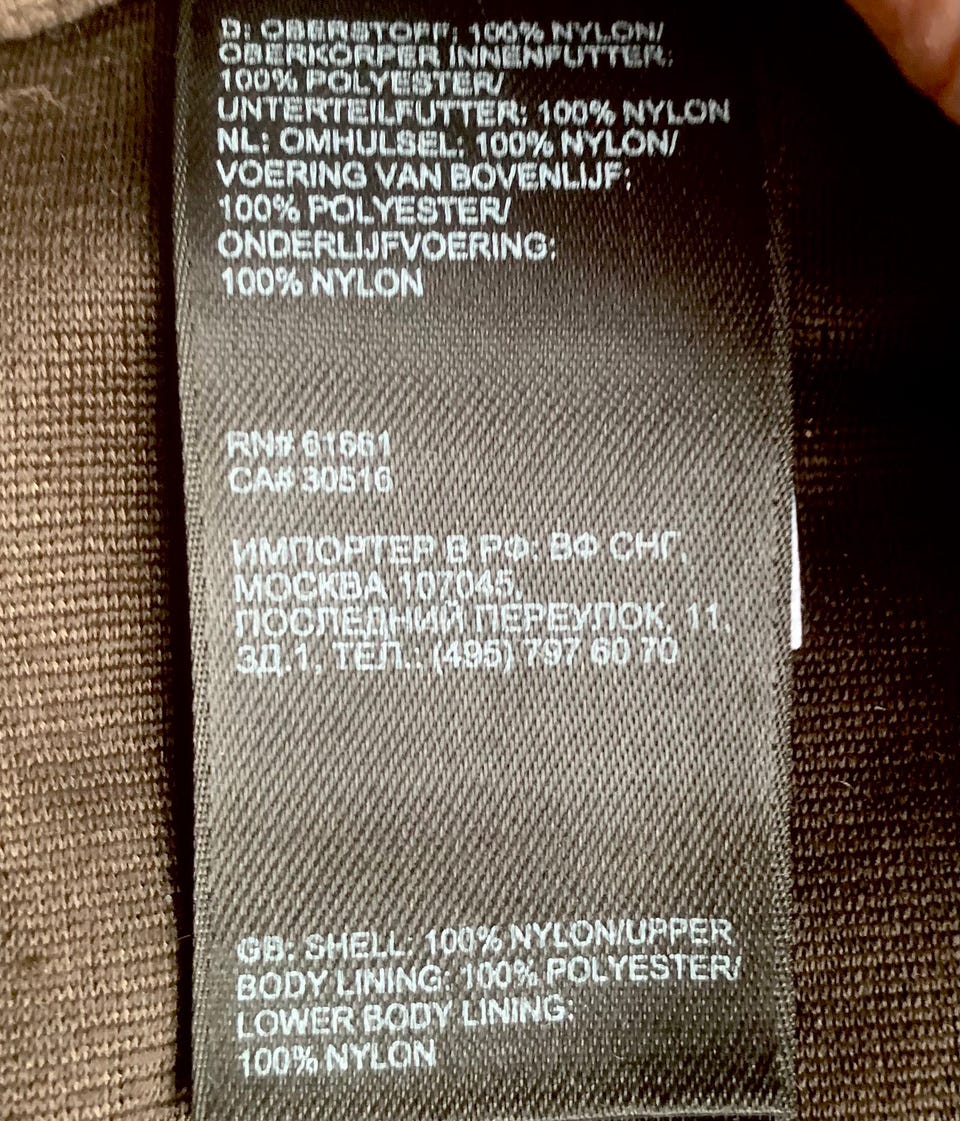 D: OBERSTOFF: 100% NYLON/
OBERKÖRPER INNENFUTTER:
100% POLYESTER/
UNTERTEILFUTTER: 100% NYLON
NL: OMHULSEL: 100% NYLON/
VOERING VAN BOVENLIJF:
100% POLYESTER/
ONDERLIJFVOERING:
100% NYLON
RN# 61661
CA# 30516
ИМПОРТЕР В РФ: ВФ СНГ,
МОСКВА 107045,
ПОСЛЕДНИЙ ПЕРЕУЛОК, 11,
ЗД.1, ТЕЛ.: (495) 797 60 70
GB: SHELL: 100% NYLON/UPPER
BODY LINING: 100% POLYESTER/
LOWER BODY LINING:
100% NYLON